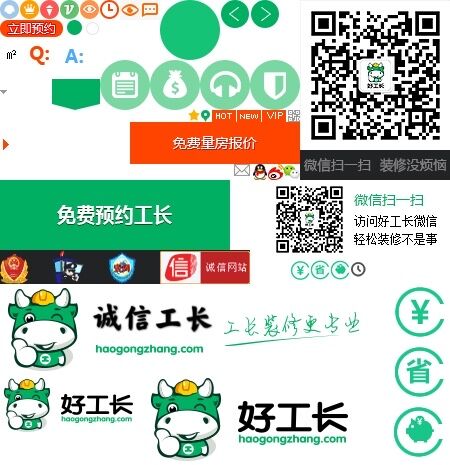 立即预约
m²
Q:
A:
HOT
NEW
VIP
免费量房报价
微信扫一扫 装修没烦恼
免费预约工长
微信扫一扫
访问好工长微信
轻松装修不是事
好工长
信
诚信网站
¥
省
¥
诚信工长
haogongzhang.com
工长装修更专业
省
好工长
haogongzhang.com
好工长
haogongzhang.com